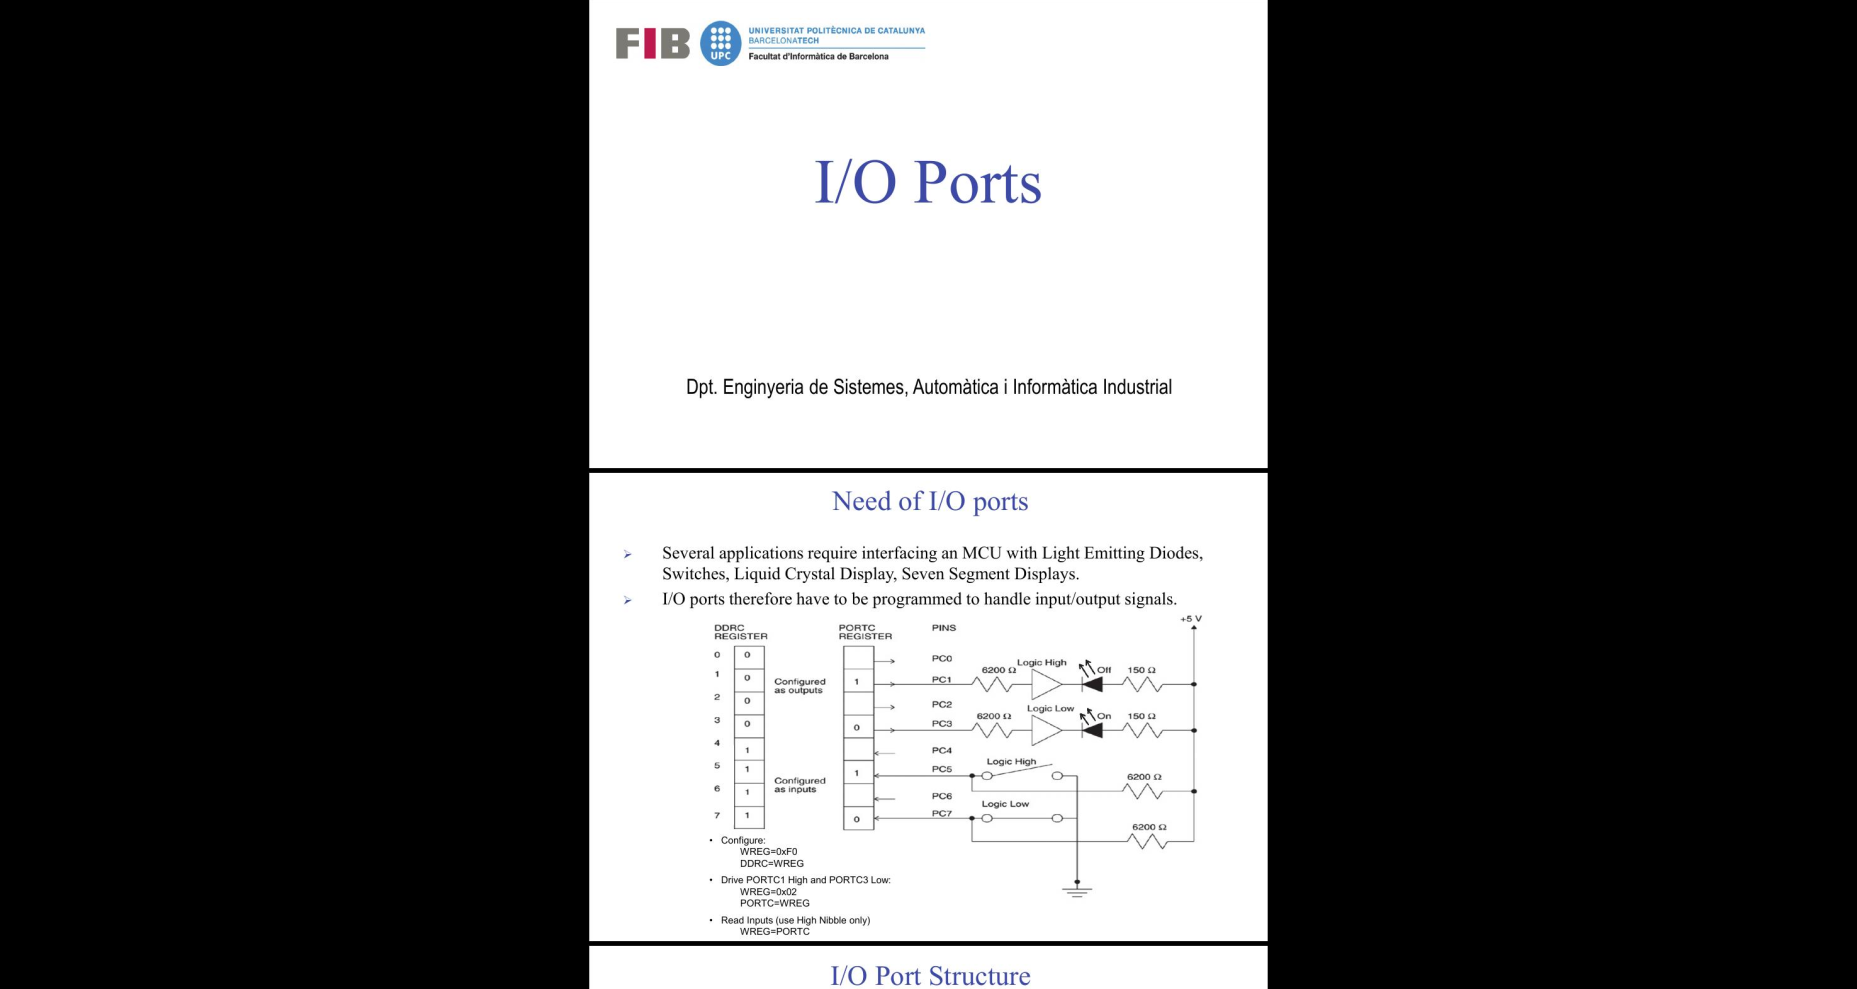 FIB
UPC
UNIVERSITAT POLITÈCNICA DE CATALUNYA
BARCELONATECH
Facultat d'Informàtica de Barcelona
I/O Ports
Dpt. Enginyeria de Sistemes, Automàtica i Informàtica Industrial
Need of I/O ports
Several applications require interfacing an MCU with Light Emitting Diodes,
Switches, Liquid Crystal Display, Seven Segment Displays.
I/O ports therefore have to be programmed to handle input/output signals.
+5 V
DDRC
REGISTER
PORTC
REGISTER
PINS
0 0
1 0
2 0
3 0
4 1
5 1
6 1
7 1
Configured
as outputs
Configured
as inputs
1
0
1
0
PC0
PC1
PC2
PC3
PC4
PC5
PC6
PC7
6200 Ω
Logic High
Off
150 Ω
6200 Ω
Logic Low
On
150 Ω
Logic High
6200 Ω
Logic Low
6200 Ω
• Configure:
WREG=0xF0
DDRC=WREG
• Drive PORTC1 High and PORTC3 Low:
WREG=0x02
PORTC=WREG
• Read Inputs (use High Nibble only)
WREG=PORTC
I/O Port Structure